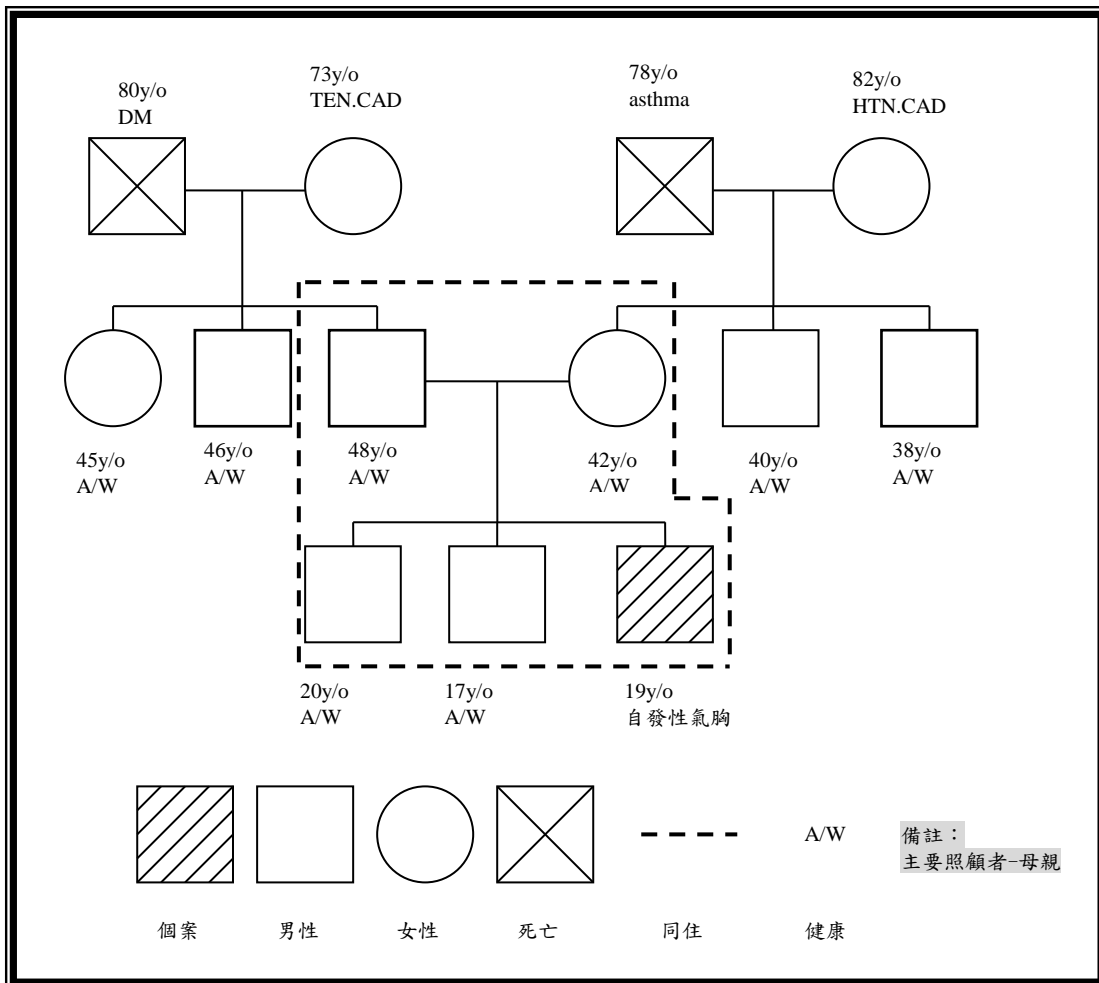 80y/o
DM
73y/o
TEN.CAD
78y/o
asthma
82y/o
HTN.CAD
45y/o
A/W
46y/o
A/W
48y/o
A/W
42y/o
A/W
40y/o
A/W
38y/o
A/W
20y/o
A/W
17y/o
A/W
19y/o
自發性氣胸
A/W
備註：
主要照顧者-母親
個案
男性
女性
死亡
同住
健康